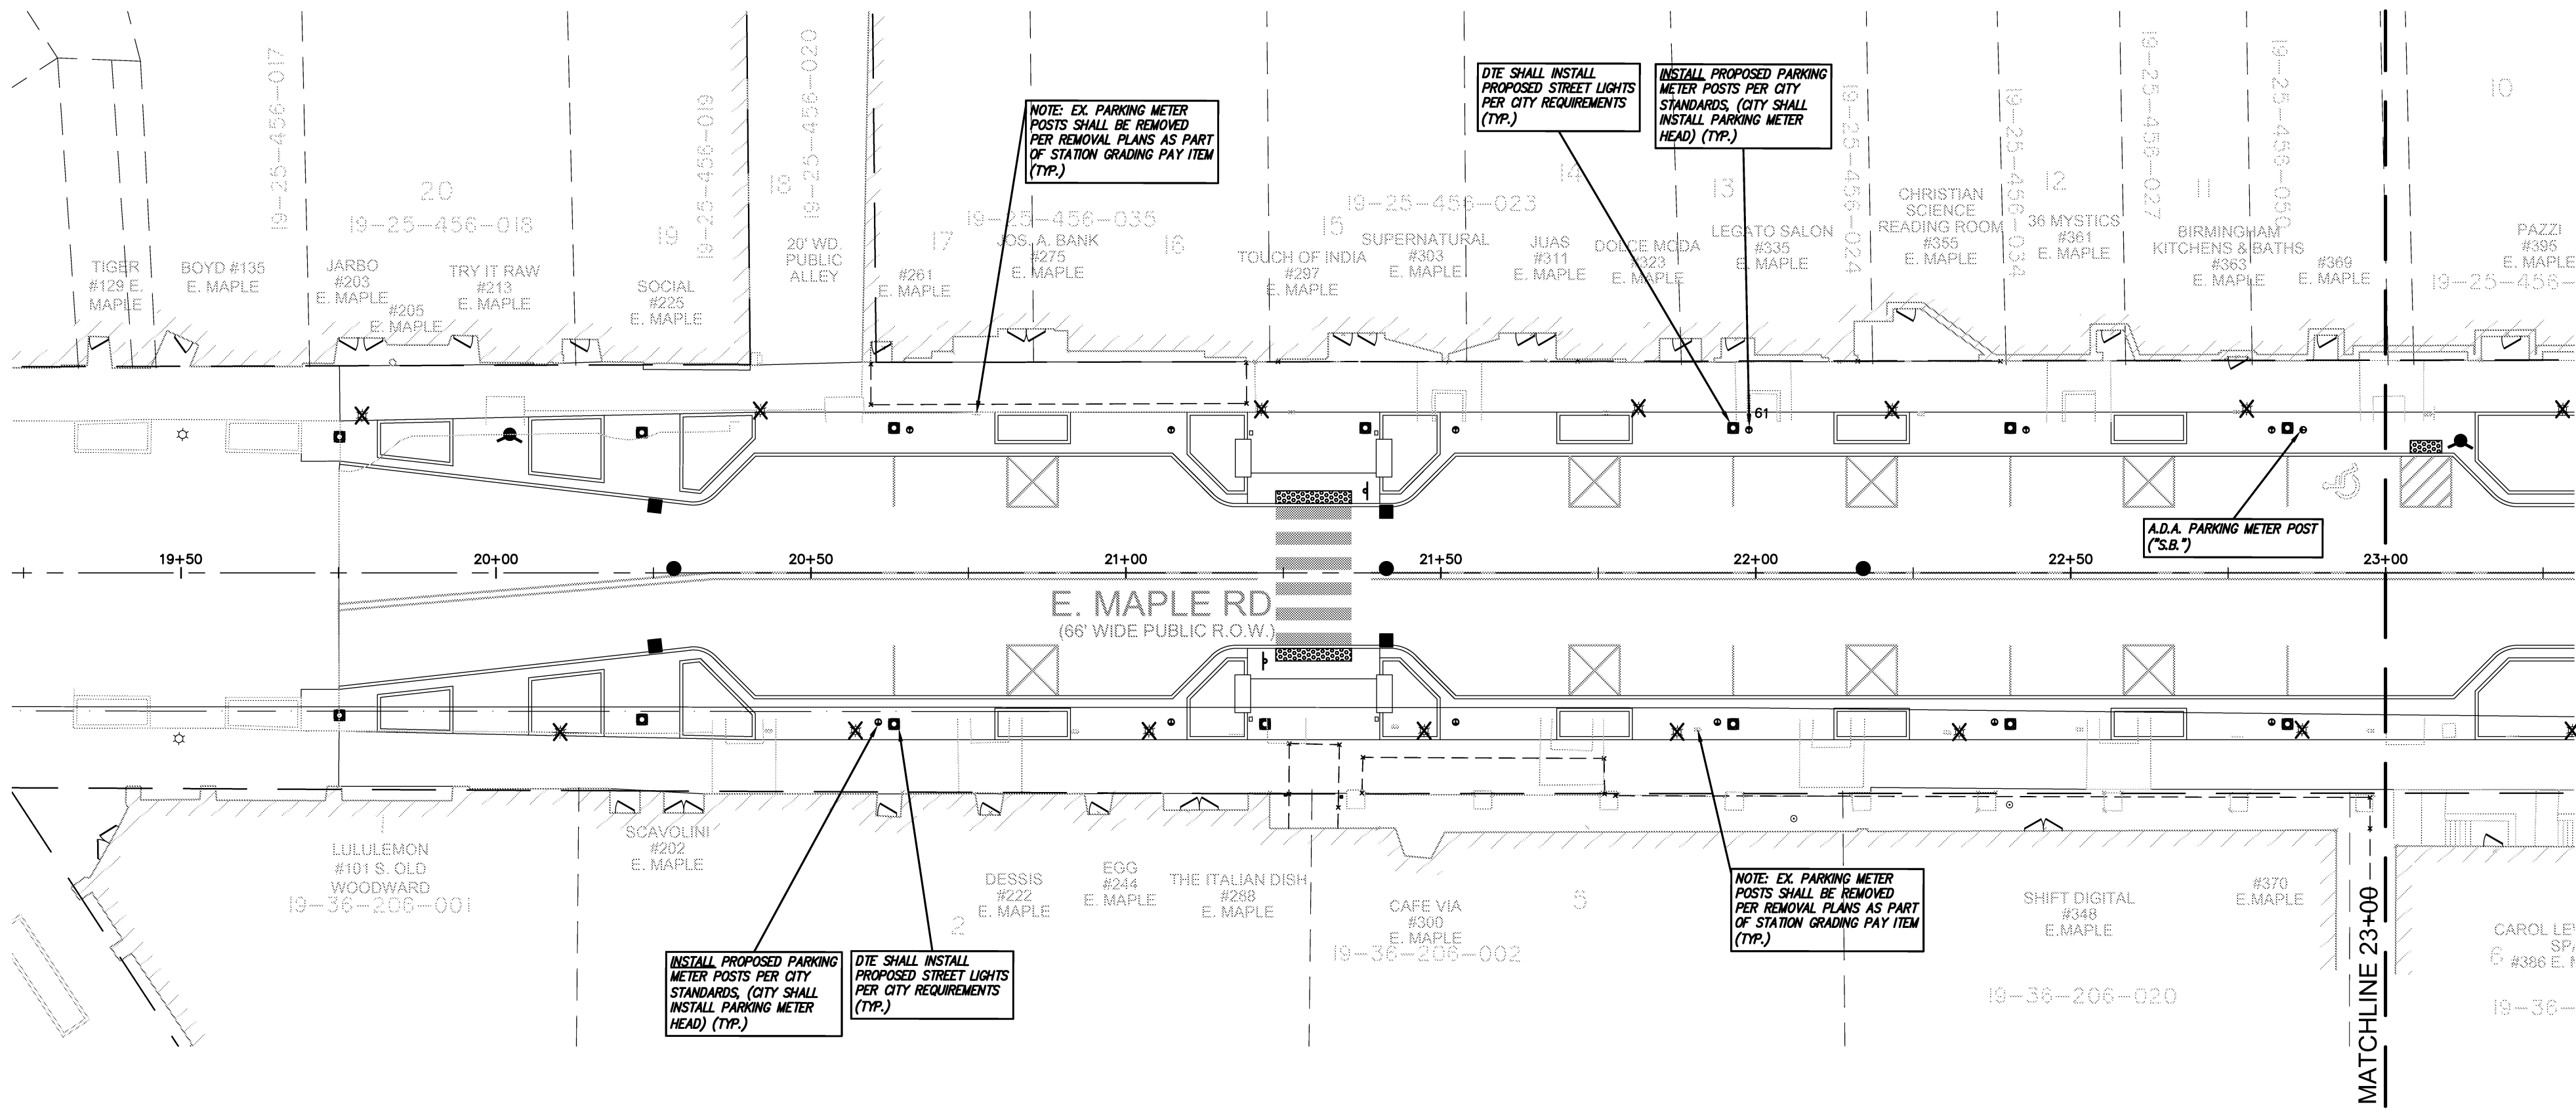 19-25-456-017
20
19-25-456-018
19
19-25-456-019
18
19-25-456-020
17
19-25-456-035
16
15
19-25-456-023
14
13
19-25-456-024
19-25-456-034
12
19-25-456-027
11
19-25-456-050
10
19-25-456-
NOTE: EX. PARKING METER
POSTS SHALL BE REMOVED
PER REMOVAL PLANS AS PART
OF STATION GRADING PAY ITEM
(TYP.)
DTE SHALL INSTALL
PROPOSED STREET LIGHTS
PER CITY REQUIREMENTS
(TYP.)
INSTALL PROPOSED PARKING
METER POSTS PER CITY
STANDARDS, (CITY SHALL
INSTALL PARKING METER
HEAD) (TYP.)
TIGER
#129 E.
MAPLE
BOYD #135
E. MAPLE
JARBO
#203
E. MAPLE
#205
E. MAPLE
TRY IT RAW
#213
E. MAPLE
SOCIAL
#225
E. MAPLE
20' WD.
PUBLIC
ALLEY
#261
E. MAPLE
JOS. A. BANK
#275
E. MAPLE
TOUCH OF INDIA
#297
E. MAPLE
SUPERNATURAL
#303
E. MAPLE
JUAS
#311
E. MAPLE
DOLCE MODA
#323
E. MAPLE
LEGATO SALON
#335
E. MAPLE
CHRISTIAN
SCIENCE
READING ROOM
#355
E. MAPLE
36 MYSTICS
#361
E. MAPLE
BIRMINGHAM
KITCHENS & BATHS
#363
E. MAPLE
#369
E. MAPLE
PAZZI
#395
E. MAPLE
61
A.D.A. PARKING METER POST
("S.B.")
19+50
20+00
20+50
21+00
21+50
22+00
22+50
23+00
E. MAPLE RD
(66' WIDE PUBLIC R.O.W.)
1
LULULEMON
#101 S. OLD
WOODWARD
19-36-206-001
SCAVOLINI
#202
E. MAPLE
2
DESSIS
#222
E. MAPLE
EGG
#244
E. MAPLE
THE ITALIAN DISH
#288
E. MAPLE
CAFE VIA
#300
E. MAPLE
19-36-206-002
5
SHIFT DIGITAL
#348
E.MAPLE
19-36-206-020
#370
E.MAPLE
CAROL LE
SP
6
#386 E.
19-36-
INSTALL PROPOSED PARKING
METER POSTS PER CITY
STANDARDS, (CITY SHALL
INSTALL PARKING METER
HEAD) (TYP.)
DTE SHALL INSTALL
PROPOSED STREET LIGHTS
PER CITY REQUIREMENTS
(TYP.)
NOTE: EX. PARKING METER
POSTS SHALL BE REMOVED
PER REMOVAL PLANS AS PART
OF STATION GRADING PAY ITEM
(TYP.)
MATCHLINE 23+00